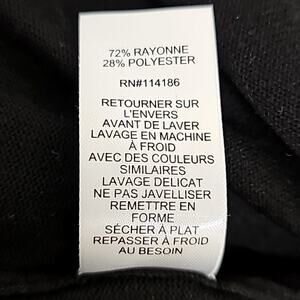 72% RAYONNE
28% POLYESTER
RN#114186
RETOURNER SUR
L'ENVERS
AVANT DE LAVER
LAVAGE EN MACHINE
À FROID
AVEC DES COULEURS
SIMILAIRES
LAVAGE DELICAT
NE PAS JAVELLISER
REMETTRE EN
FORME
SÉCHER À PLAT
REPASSER À FROID
AU BESOIN